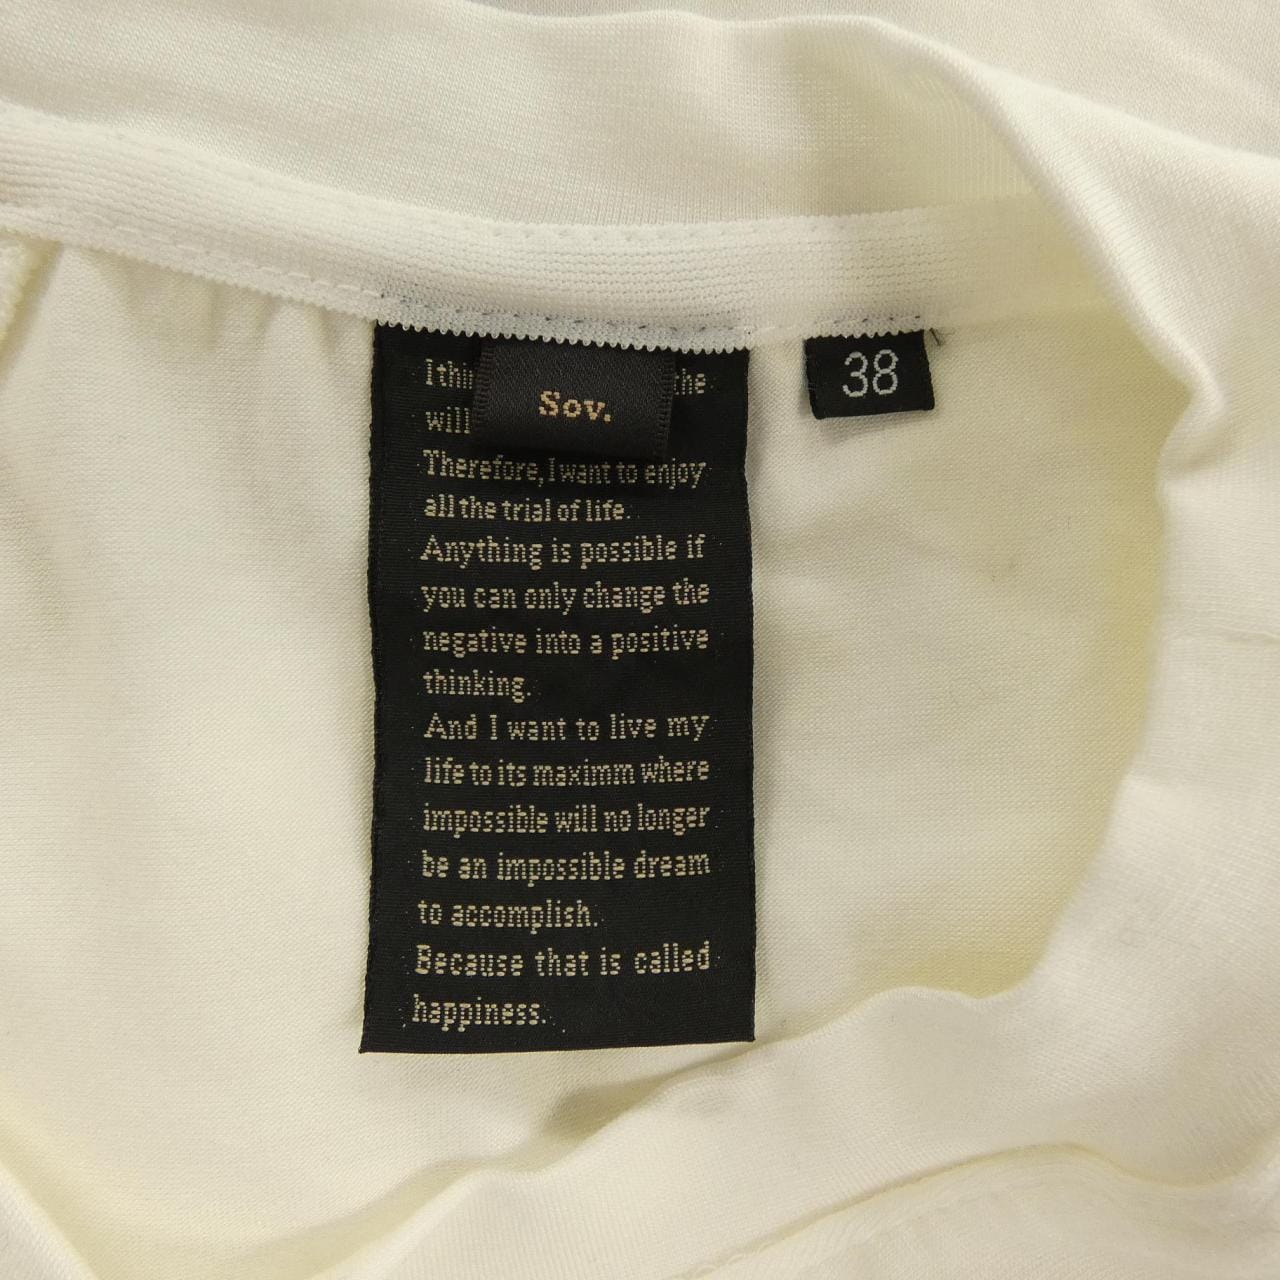 the
will
Sov.
38
Therefore, I want to enjoy
all the trial of life.
Anything is possible if
you can only change the
negative into a positive
thinking.
And I want to live my
life to its maximm where
impossible will no longer
be an impossible dream
to accomplish.
Because that is called
happiness.